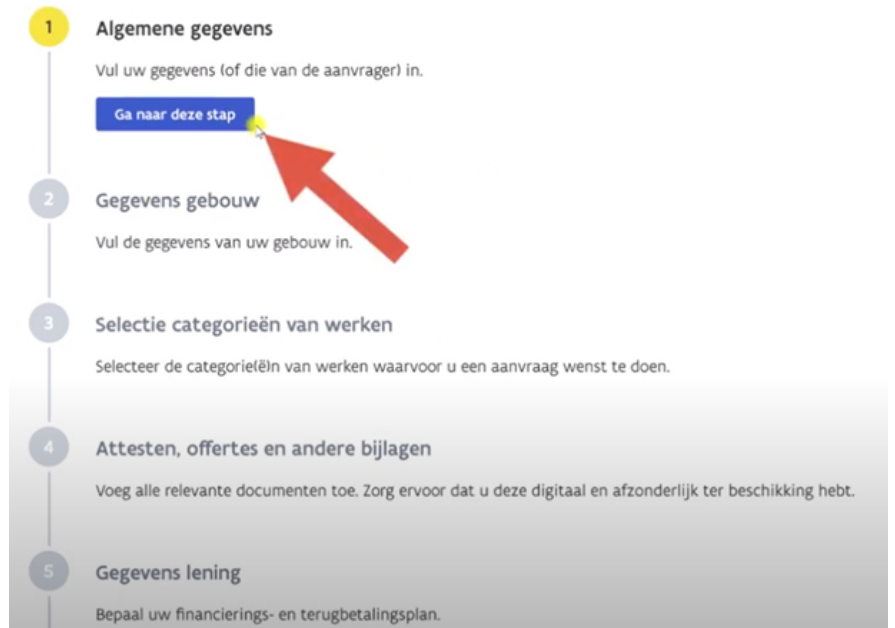 1
Algemene gegevens
Vul uw gegevens (of die van de aanvrager) in.
Ga naar deze stap
2
Gegevens gebouw
Vul de gegevens van uw gebouw in.
3
Selectie categorieën van werken
Selecteer de categorie(ë)n van werken waarvoor u een aanvraag wenst te doen.
4
Attesten, offertes en andere bijlagen
Voeg alle relevante documenten toe. Zorg ervoor dat u deze digitaal en afzonderlijk ter beschikking hebt.
5
Gegevens lening
Bepaal uw financierings- en terugbetalingsplan.